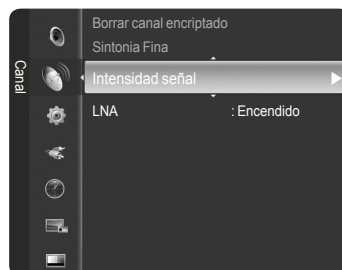 Canal
Borrar canal encriptado
Sintonia Fina
Intensidad señal
LNA : Encendido